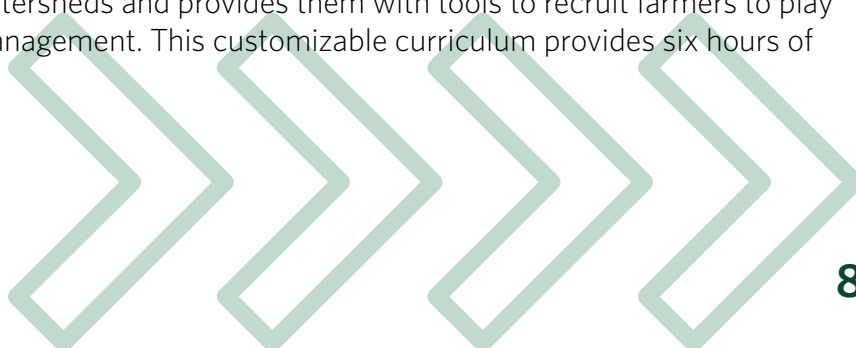 tersheds and provides them with tools to recruit farmers to play
nagement. This customizable curriculum provides six hours of
8